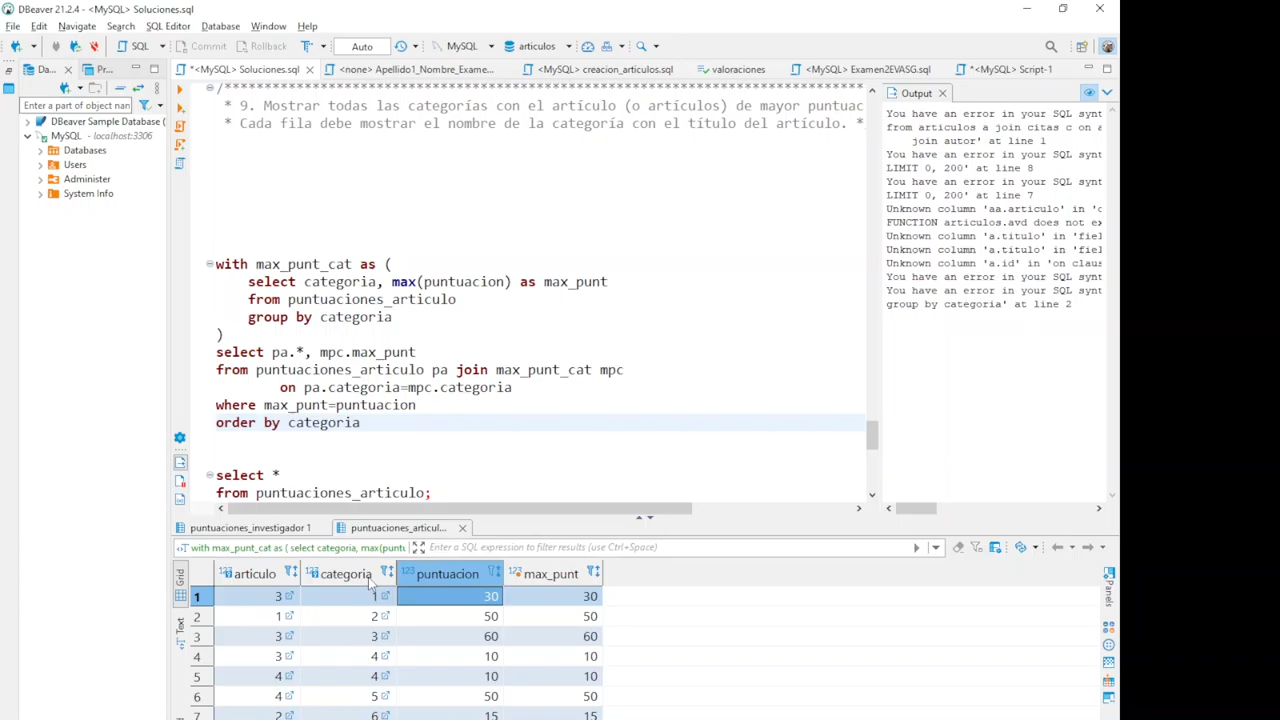 DBeaver 21.2.4 - <MySQL> Soluciones.sql
File Edit Navigate Search SQL Editor Database Window Help
SQL Commit Rollback Auto MySQL articulos
Da... Pr... *<MySQL> Soluciones.sql <none> Apellido1_Nombre_Exame... <MySQL> creacion_articulos.sql valoraciones <MySQL> Examen2EVASG.sql *<MySQL> Script-1
Enter a part of object nan
DBeaver Sample Database (
MySQL - localhost:3306
Databases
Users
Administer
System Info
/****************************************************************************
* 9. Mostrar todas las categorías con el artículo (o artículos) de mayor puntuac
* Cada fila debe mostrar el nombre de la categoría con el título del artículo. *
with max_punt_cat as (
select categoria, max(puntuacion) as max_punt
from puntuaciones_articulo
group by categoria
)
select pa.*, mpc.max_punt
from puntuaciones_articulo pa join max_punt_cat mpc
on pa.categoria=mpc.categoria
where max_punt=puntuacion
order by categoria
select *
from puntuaciones_articulo;
Output
You have an error in your SQL synt
from articulos a join citas c on a
join autor' at line 1
You have an error in your SQL synt
LIMIT 0, 200' at line 8
You have an error in your SQL synt
LIMIT 0, 200' at line 7
Unknown column 'aa.articulo' in 'c
FUNCTION articulos.avd does not ex
Unknown column 'a.titulo' in 'fiel
Unknown column 'a.titulo' in 'fiel
Unknown column 'a.id' in 'on claus
You have an error in your SQL synt
You have an error in your SQL synt
group by categoria' at line 2
puntuaciones_investigador 1 puntuaciones_articul...
with max_punt_cat as ( select categoria, max(puntu Enter a SQL expression to filter results (use Ctrl+Space)
Grid
Text
Panels
articulo categoria puntuacion max_punt
1 3 1 30 30
2 1 2 50 50
3 3 3 60 60
4 3 4 10 10
5 4 4 10 10
6 4 5 50 50
7 2 6 15 15